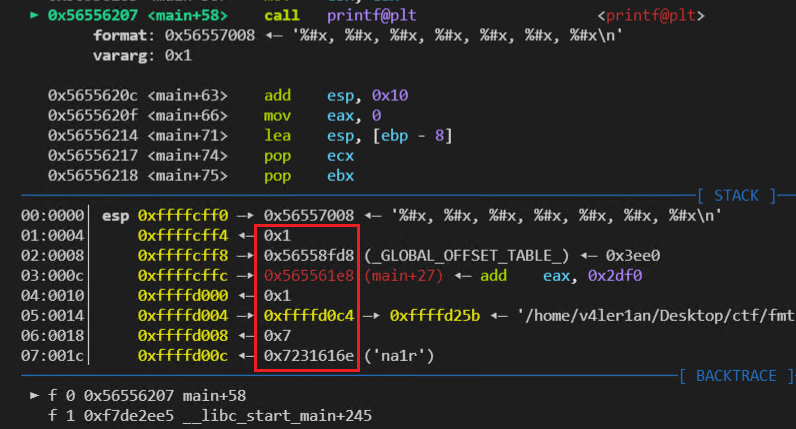 ► 0x56556207 <main+58> call printf@plt <printf@plt>
format: 0x56557008 ◂— '%#x, %#x, %#x, %#x, %#x, %#x, %#x\n'
vararg: 0x1
0x5655620c <main+63> add esp, 0x10
0x5655620f <main+66> mov eax, 0
0x56556214 <main+71> lea esp, [ebp - 8]
0x56556217 <main+74> pop ecx
0x56556218 <main+75> pop ebx
[ STACK ]
00:0000│ esp 0xffffcff0 —▸ 0x56557008 ◂— '%#x, %#x, %#x, %#x, %#x, %#x, %#x\n'
01:0004│ 0xffffcff4 ◂— 0x1
02:0008│ 0xffffcff8 —▸ 0x56558fd8 (_GLOBAL_OFFSET_TABLE_) ◂— 0x3ee0
03:000c│ 0xffffcffc —▸ 0x565561e8 (main+27) ◂— add eax, 0x2df0
04:0010│ 0xffffd000 ◂— 0x1
05:0014│ 0xffffd004 —▸ 0xffffd0c4 —▸ 0xffffd25b ◂— '/home/v4ler1an/Desktop/ctf/fmt
06:0018│ 0xffffd008 ◂— 0x7
07:001c│ 0xffffd00c ◂— 0x7231616e ('na1r')
[ BACKTRACE ]
► f 0 0x56556207 main+58
f 1 0xf7de2ee5 __libc_start_main+245